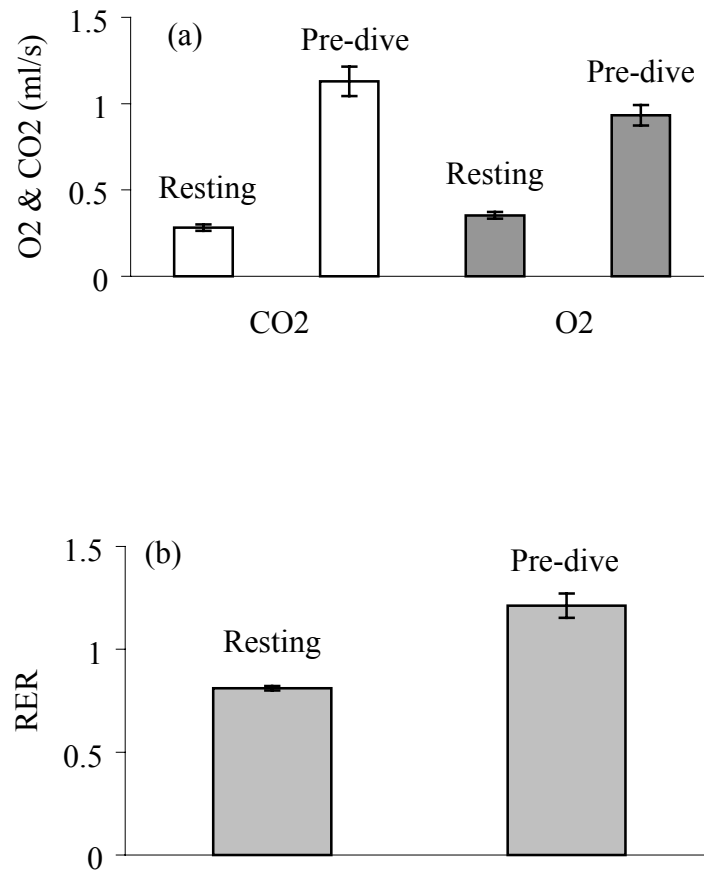 (a)
O2 & CO2 (ml/s)
1.5
1
0.5
0
Resting
Pre-dive
Resting
Pre-dive
CO2
O2
(b)
RER
1.5
1
0.5
0
Resting
Pre-dive